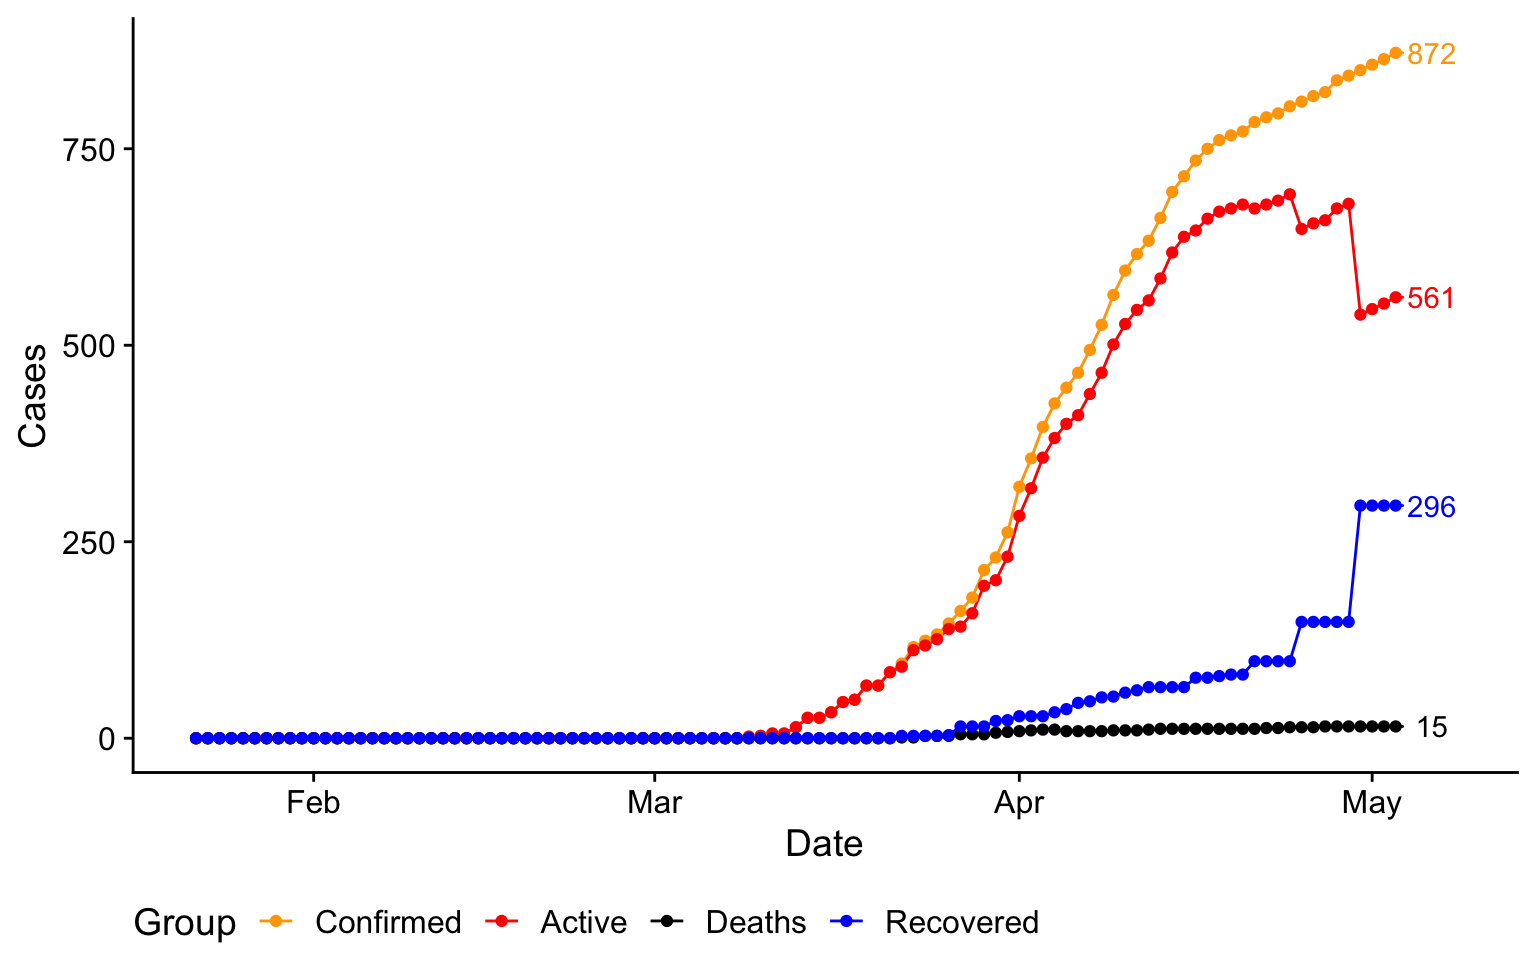 872
750
561
500
Cases
296
250
15
0
Feb Mar Apr May
Date
Group Confirmed Active Deaths Recovered